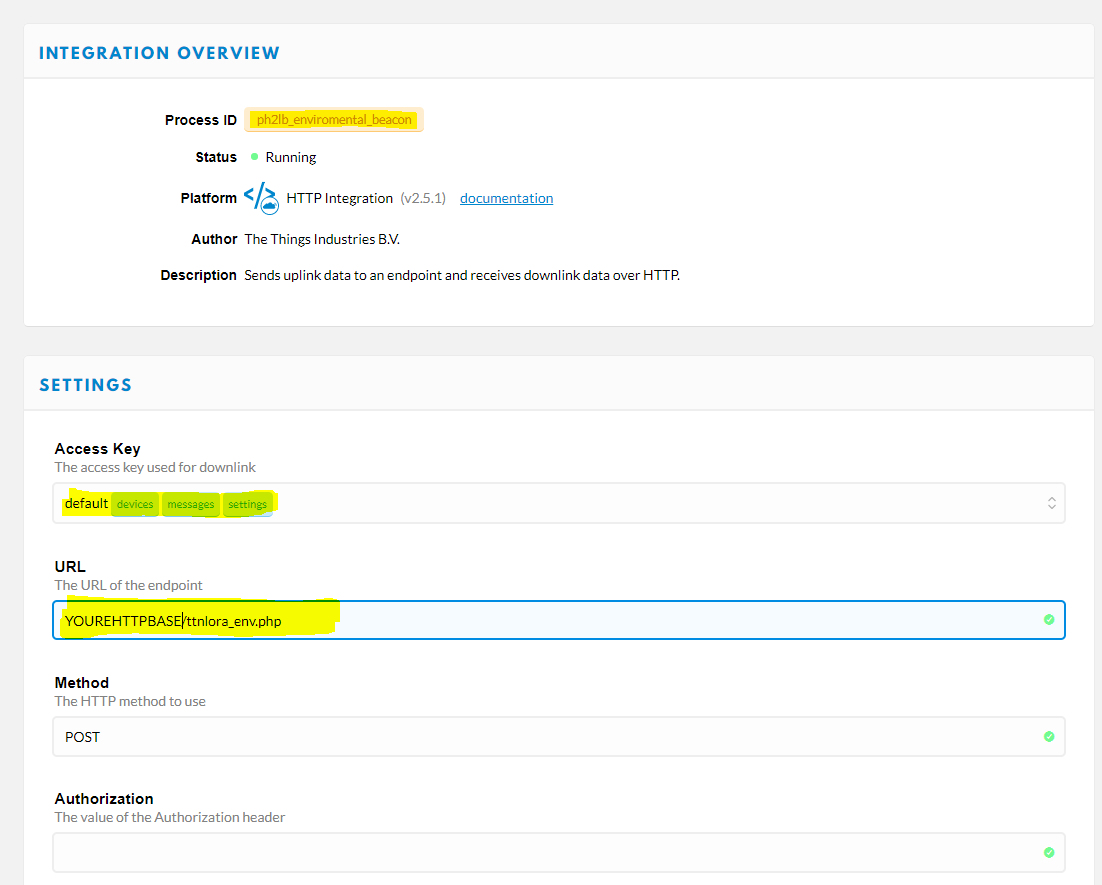 INTEGRATION OVERVIEW
Process ID ph2lb_enviromental_beacon
Status Running
Platform </> HTTP Integration (v2.5.1) documentation
Author The Things Industries B.V.
Description Sends uplink data to an endpoint and receives downlink data over HTTP.
SETTINGS
Access Key
The access key used for downlink
default devices messages settings
URL
The URL of the endpoint
YOUREHTTPBASE/ttnlora_env.php
Method
The HTTP method to use
POST
Authorization
The value of the Authorization header